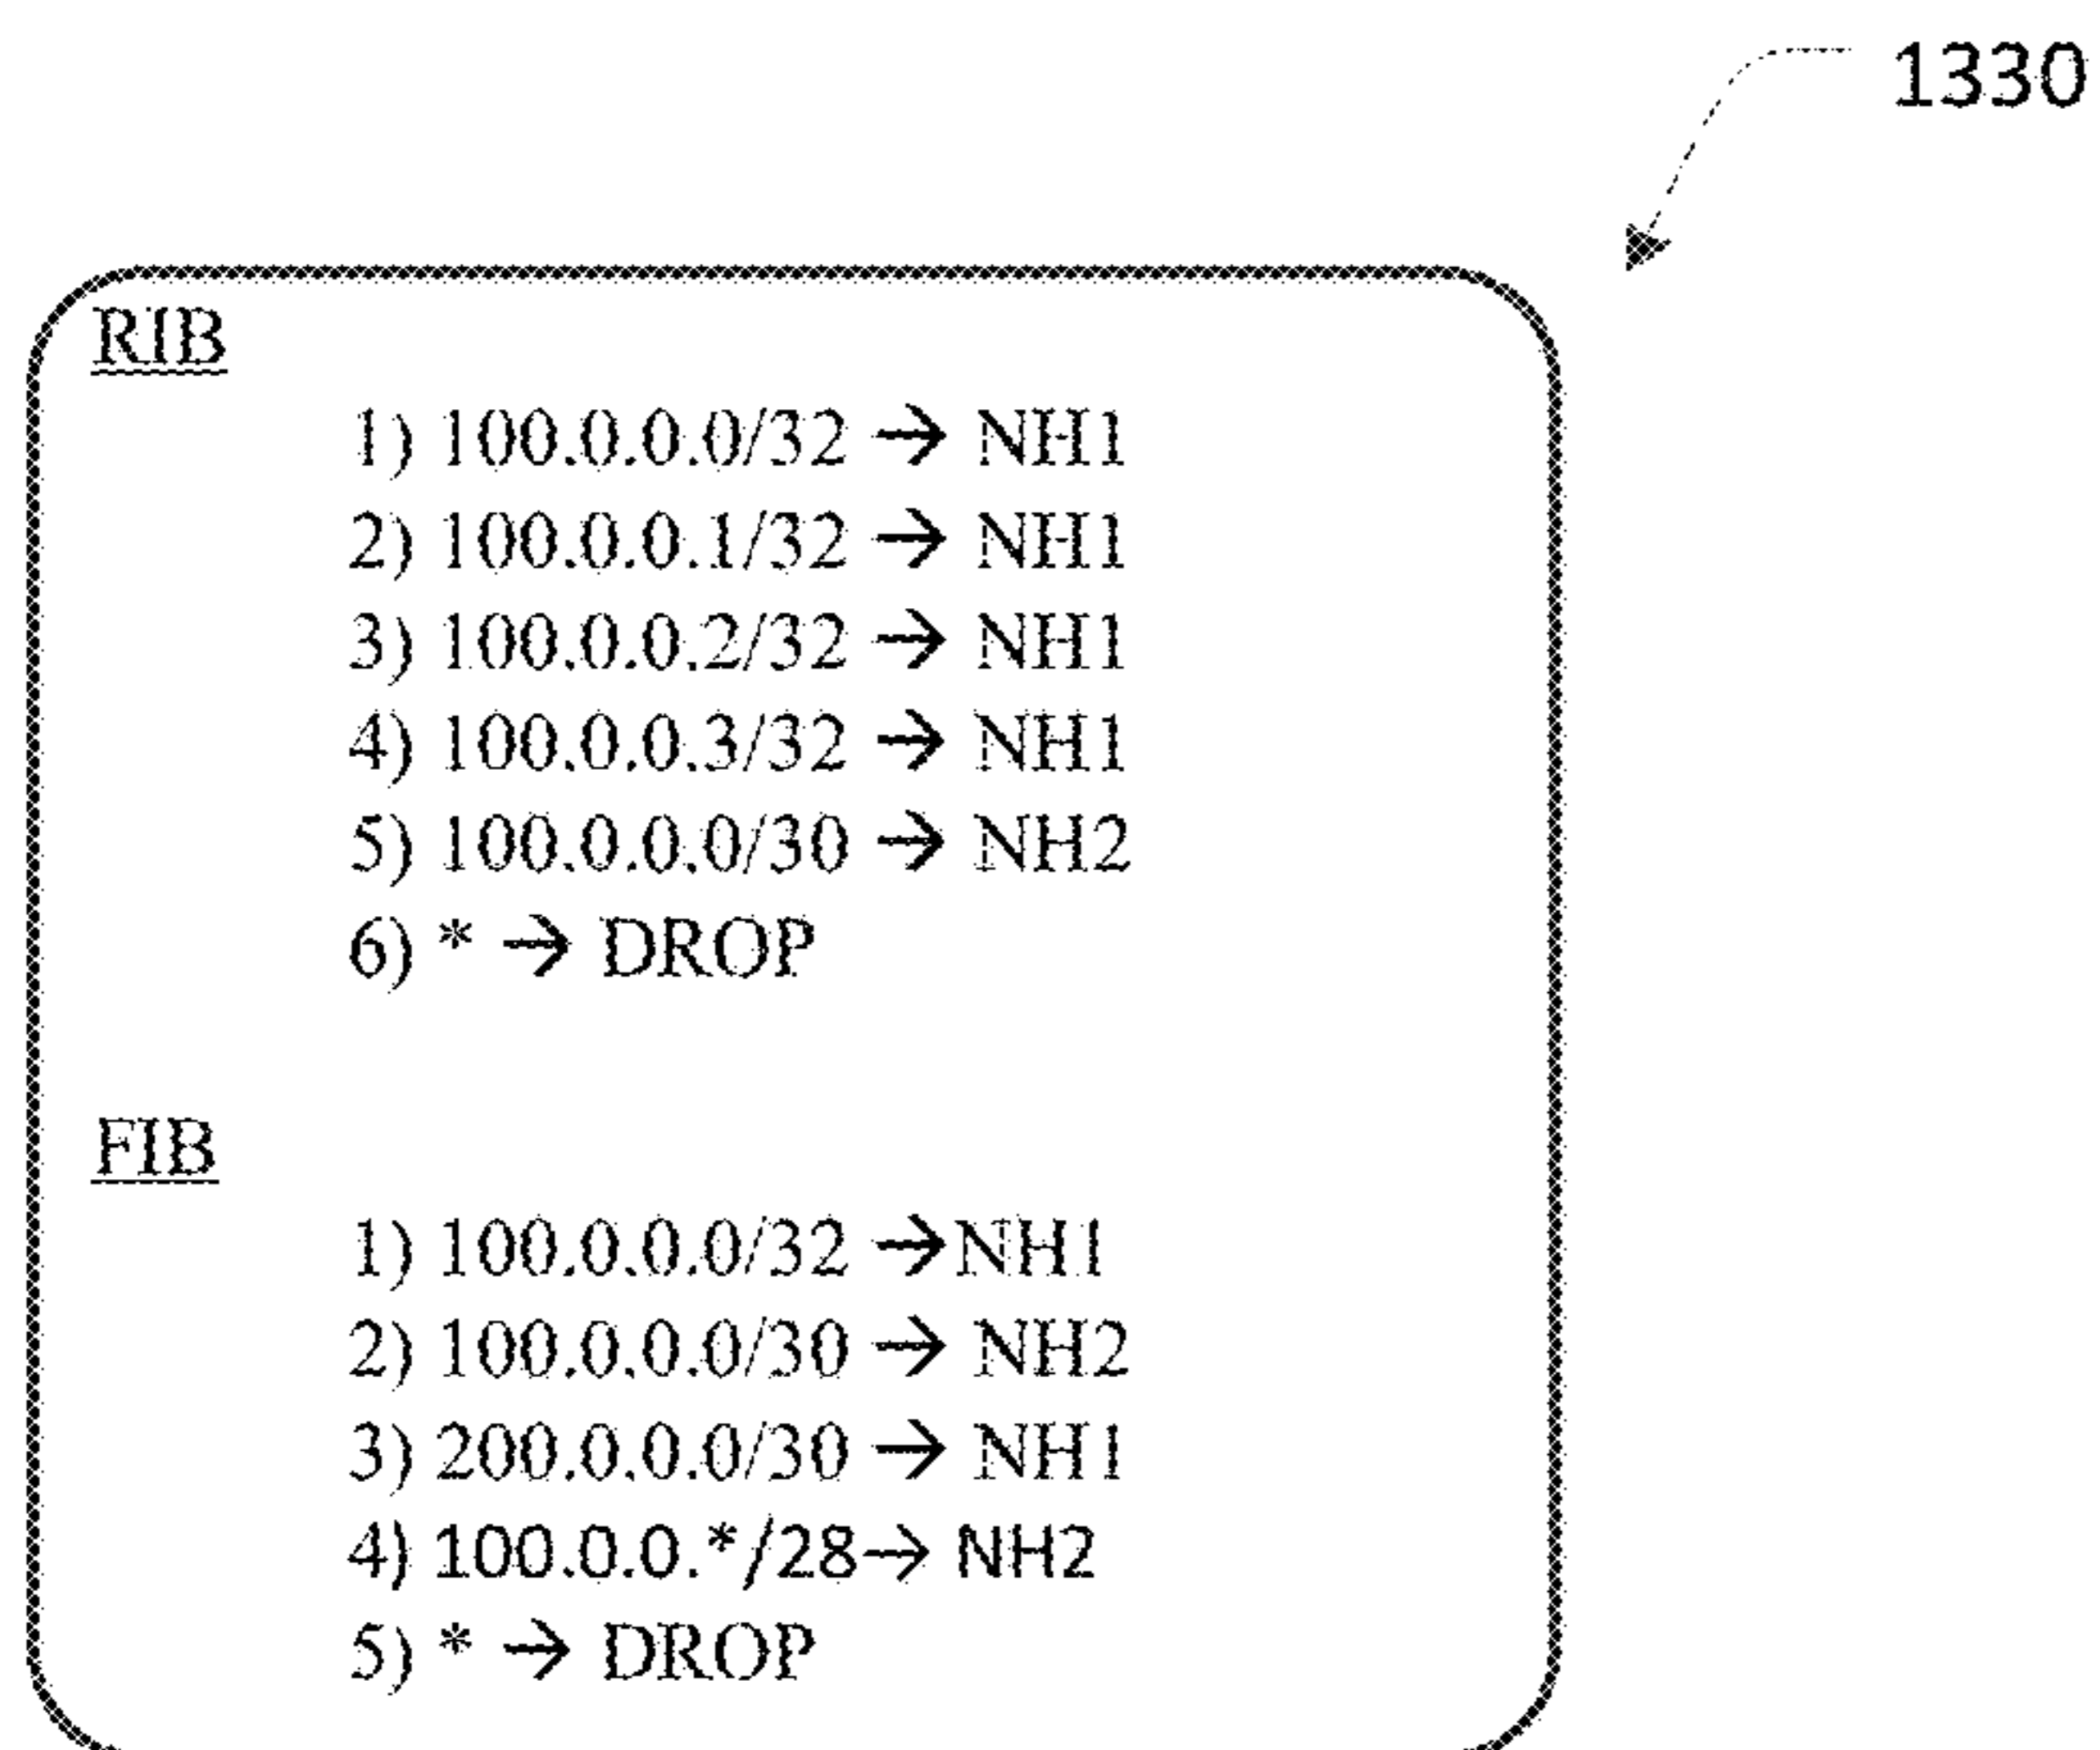 1330
RIB
1) 100.0.0.0/32 → NH1
2) 100.0.0.1/32 → NH1
3) 100.0.0.2/32 → NH1
4) 100.0.0.3/32 → NH1
5) 100.0.0.0/30 → NH2
6) * → DROP
FIB
1) 100.0.0.0/32 →NH1
2) 100.0.0.0/30 → NH2
3) 200.0.0.0/30 → NH1
4) 100.0.0.*/28→ NH2
5) * → DROP